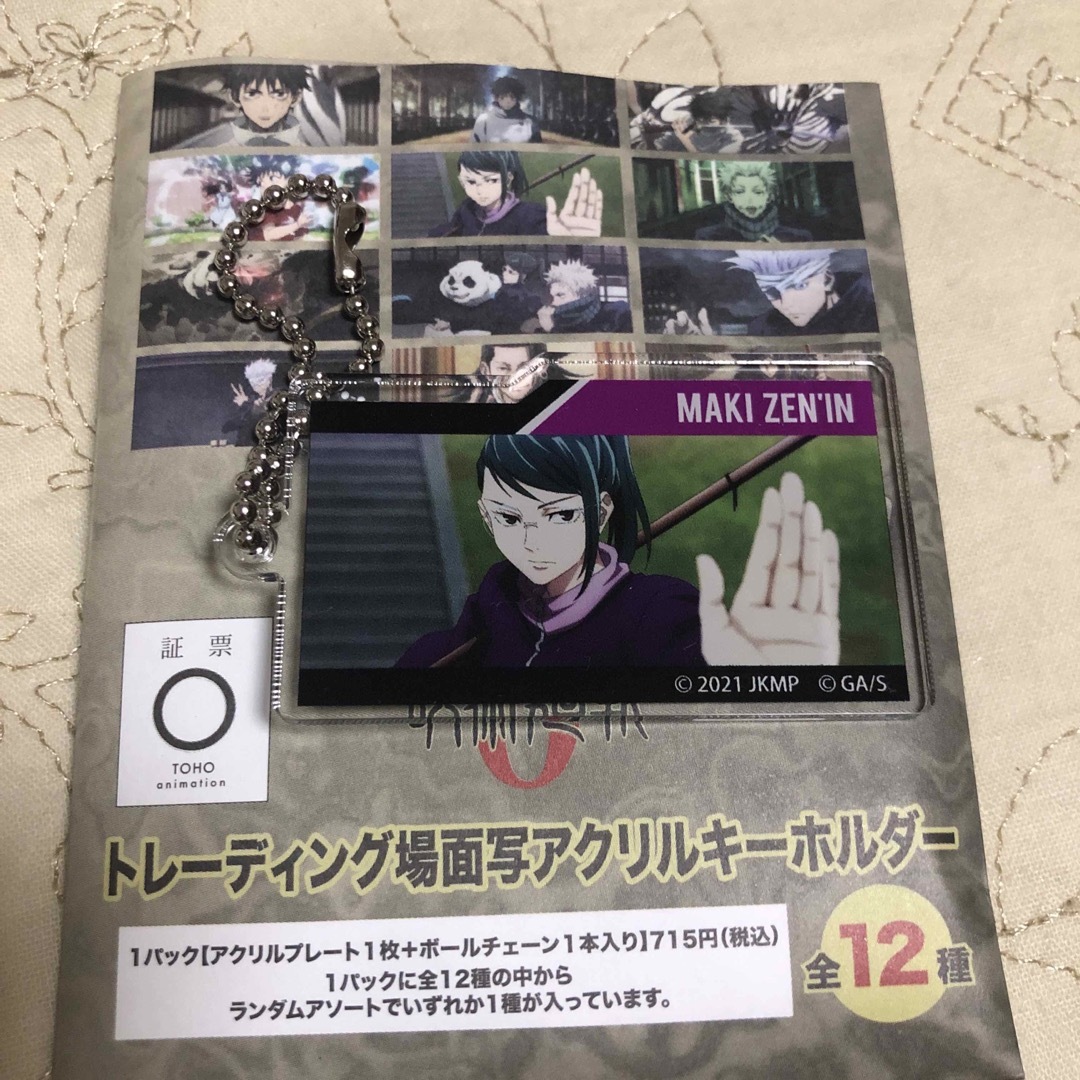 MAKI ZEN'IN
© 2021 JKMP © GA/S
証票
TOHO
animation
0
トレーディング場面写アクリルキーホルダー
1パック【アクリルプレート1枚+ボールチェーン1本入り】715円(税込)
1パックに全12種の中から
ランダムアソートでいずれか1種が入っています。
全12種